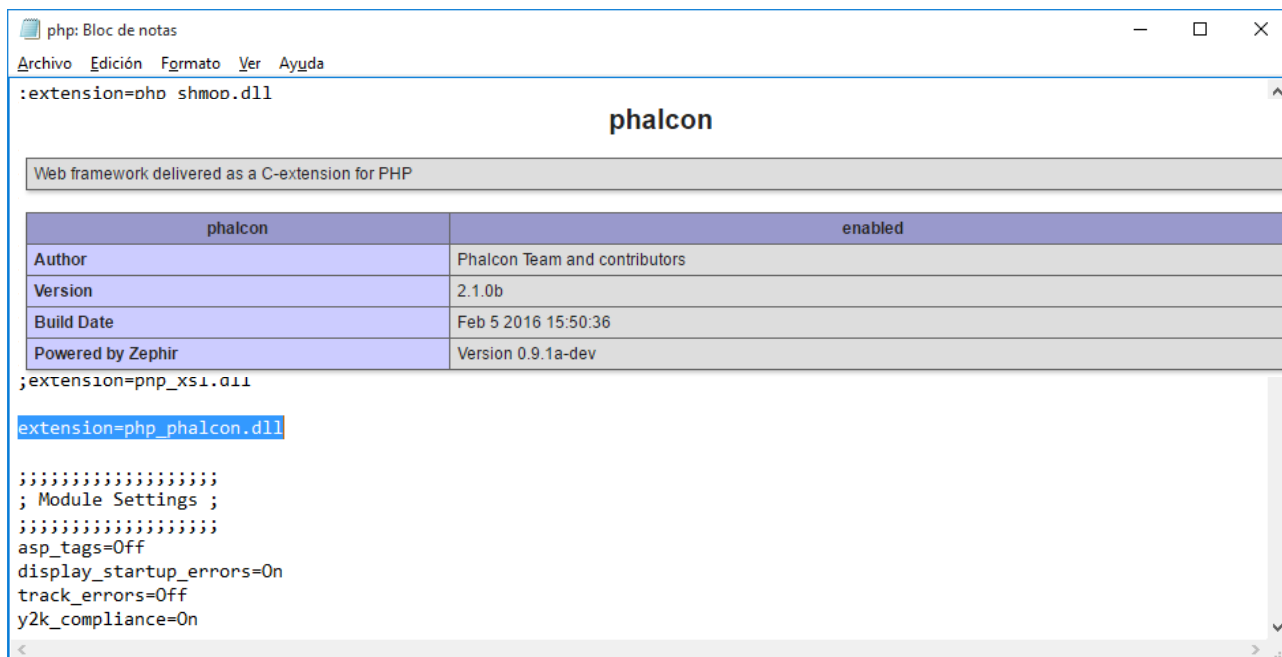 php: Bloc de notas
Archivo Edición Formato Ver Ayuda
;extension=php_shmop.dll
phalcon
Web framework delivered as a C-extension for PHP
phalcon enabled
Author Phalcon Team and contributors
Version 2.1.0b
Build Date Feb 5 2016 15:50:36
Powered by Zephir Version 0.9.1a-dev
;extension=php_xsl.dll
extension=php_phalcon.dll
;;;;;;;;;;;;;;;;;;;
; Module Settings ;
;;;;;;;;;;;;;;;;;;;
asp_tags=Off
display_startup_errors=On
track_errors=Off
y2k_compliance=On